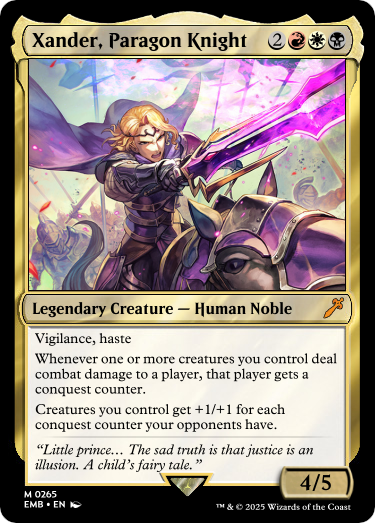 Xander, Paragon Knight 2
Legendary Creature — Human Noble
Vigilance, haste
Whenever one or more creatures you control deal
combat damage to a player, that player gets a
conquest counter.
Creatures you control get +1/+1 for each
conquest counter your opponents have.
“Little prince… The sad truth is that justice is an
illusion. A child’s fairy tale.”
4/5
M 0265
EMB • EN
™ & © 2025 Wizards of the Coast